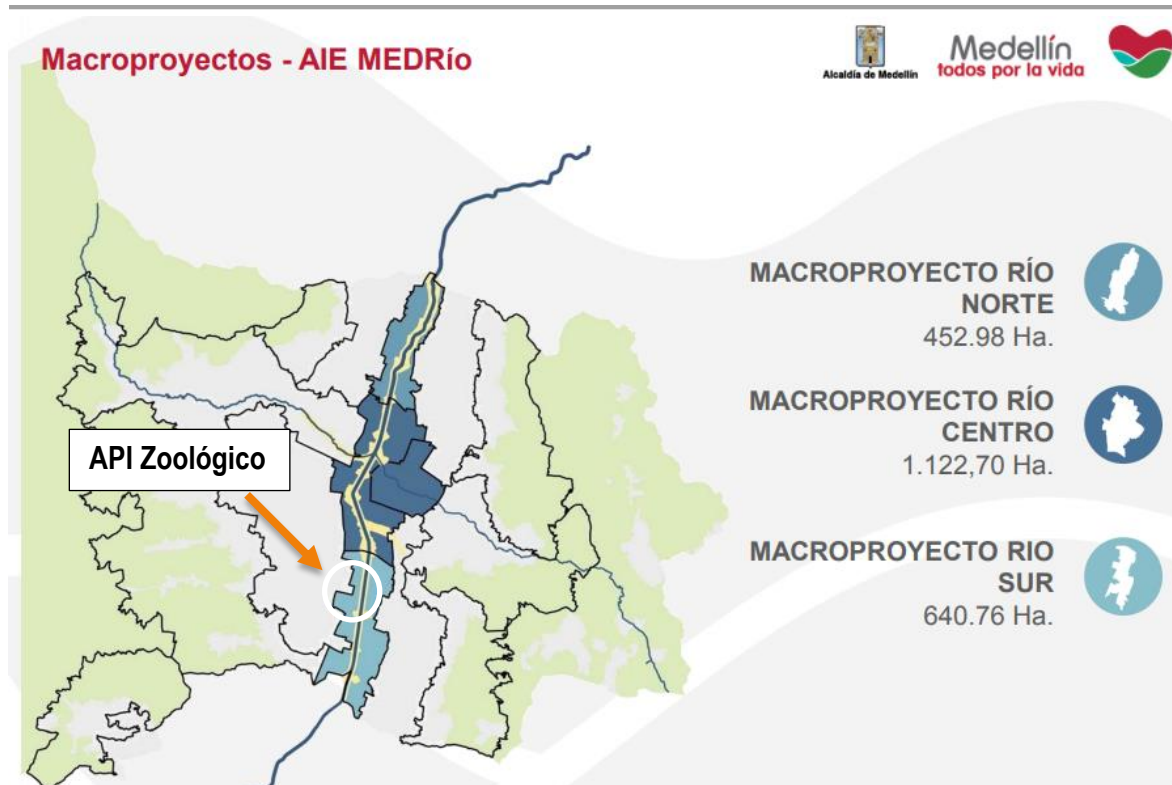 Macroproyectos - AIE MEDRío
Alcaldía de Medellín
Medellín
todos por la vida
MACROPROYECTO RÍO
NORTE
452.98 Ha.
MACROPROYECTO RÍO
CENTRO
1.122,70 Ha.
API Zoológico
MACROPROYECTO RIO
SUR
640.76 Ha.